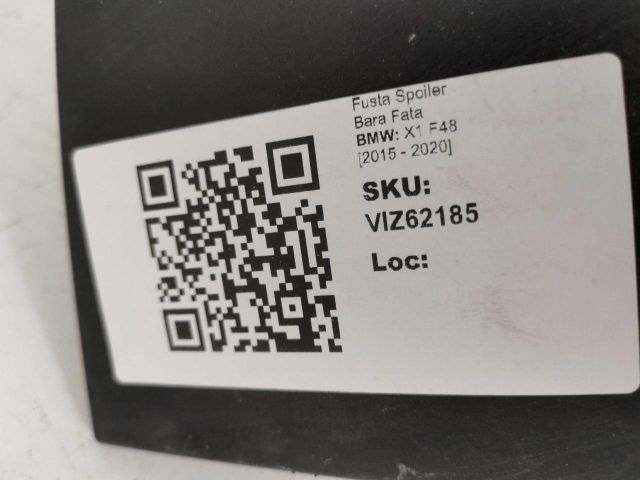 Fusta Spoiler
Bara Fata
BMW: X1 F48
[2015 - 2020]
SKU:
VIZ62185
Loc: